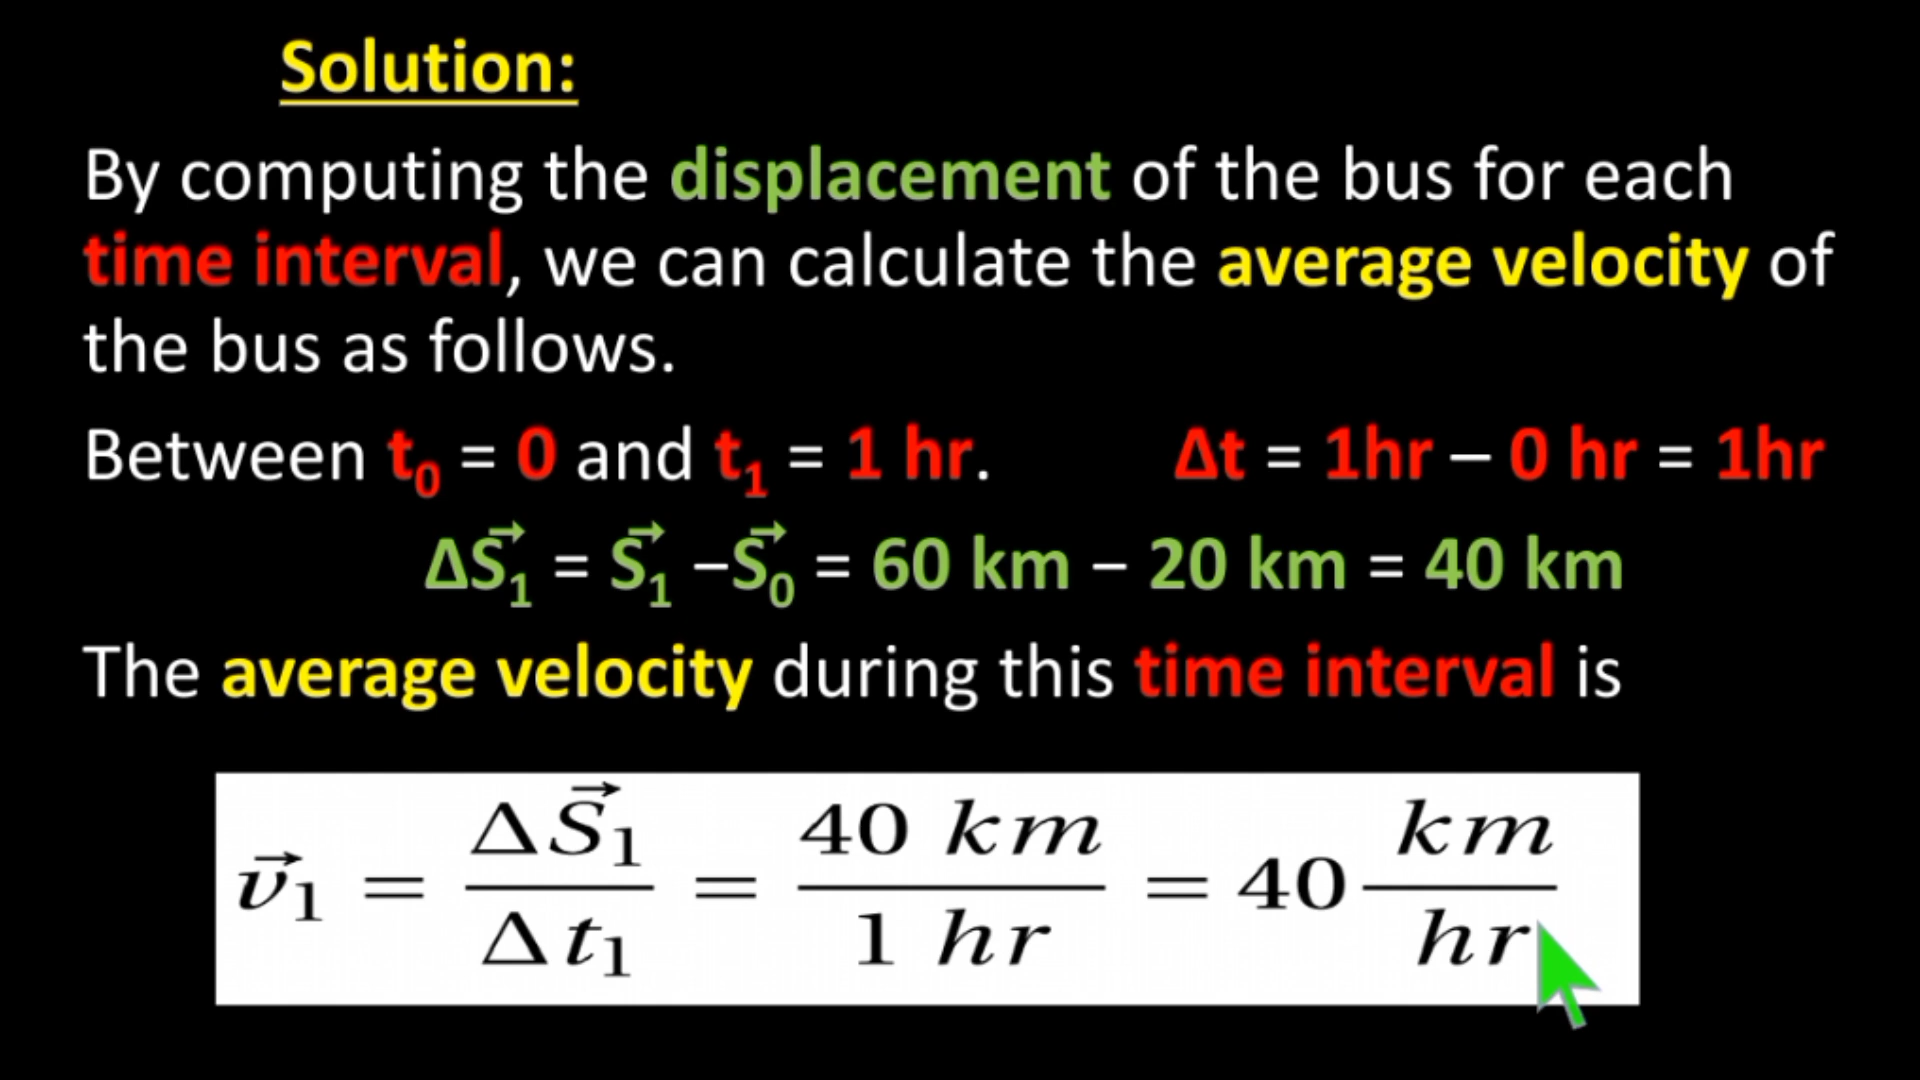 Solution:
By computing the displacement of the bus for each
time interval, we can calculate the average velocity of
the bus as follows.
Between t₀ = 0 and t₁ = 1 hr. Δt = 1hr – 0 hr = 1hr
ΔS⃗₁ = S⃗₁ −S⃗₀ = 60 km − 20 km = 40 km
The average velocity during this time interval is
v⃗₁ = ΔS⃗₁ / Δt₁ = 40 km / 1 hr = 40 km / hr